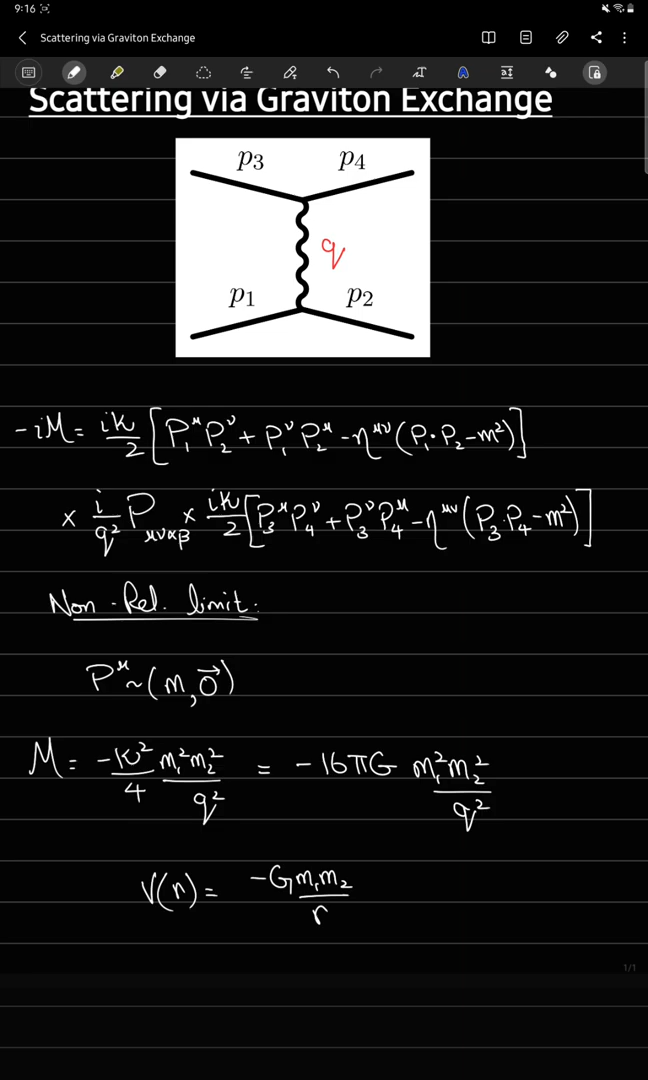 9:16
Scattering via Graviton Exchange
Scattering via Graviton Exchange
p3 p4
q
p1 p2
-iM = iκ/2 [P₁^μ P₂^ν + P₁^ν P₂^μ - η^μν (P₁·P₂ - m²)]
× i/q² P_μναβ × iκ/2 [P₃^μ P₄^ν + P₃^ν P₄^μ - η^μν (P₃·P₄ - m²)]
Non-Rel. limit:
P^μ ~ (m, 0⃗)
M = -κ²/4 m₁²m₂²/q² = -16πG m₁²m₂²/q²
V(r) = -Gm₁m₂/r
1/1